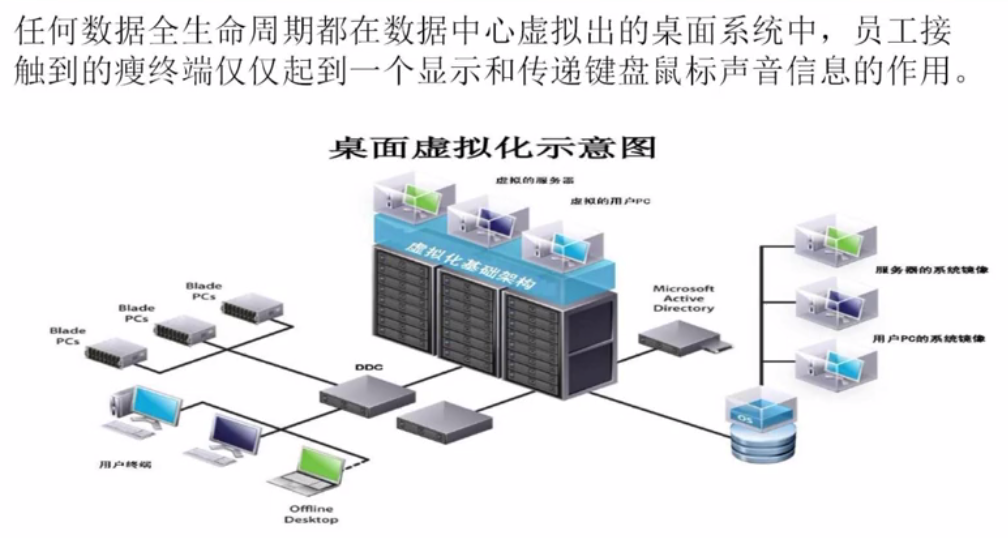 任何数据全生命周期都在数据中心虚拟出的桌面系统中，员工接
触到的瘦终端仅仅起到一个显示和传递键盘鼠标声音信息的作用。
桌面虚拟化示意图
虚拟的服务器
虚拟的用户PC
虚拟化基础架构
服务器的系统镜像
Microsoft
Active
Directory
Blade
PCs
Blade
PCs
Blade
PCs
用户PC的系统镜像
DDC
OS
用户终端
Offline
Desktop